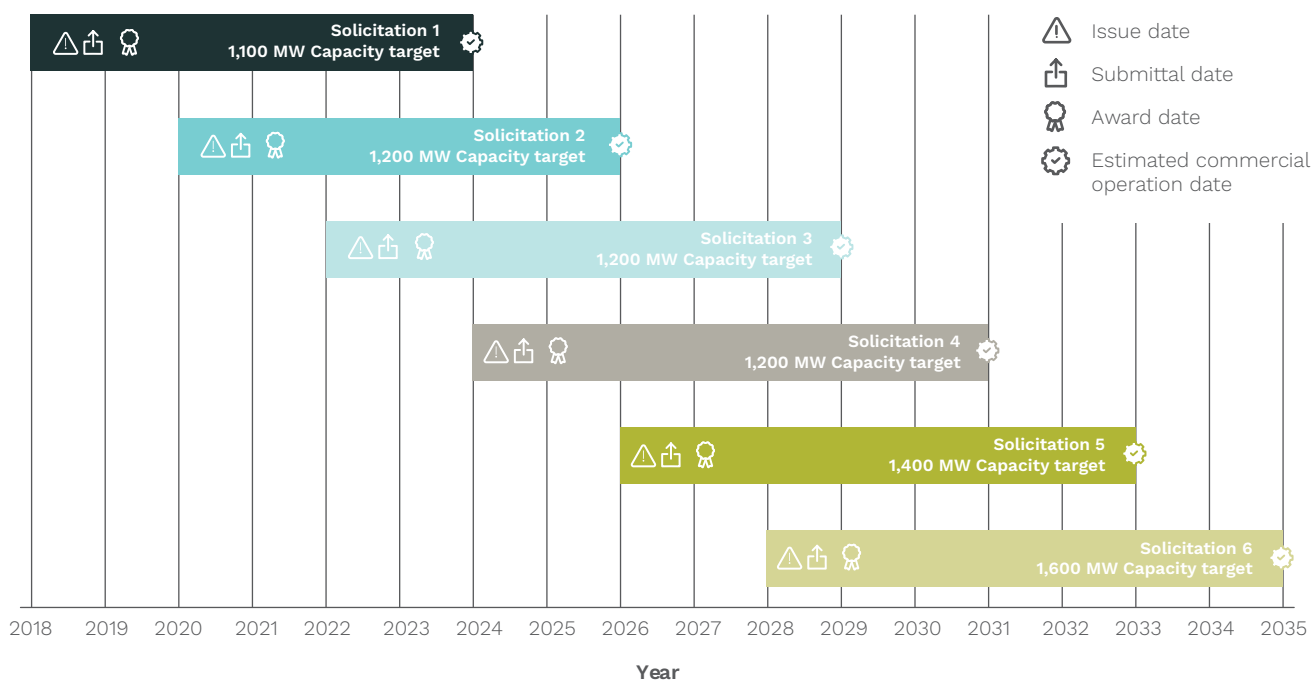 Solicitation 1
1,100 MW Capacity target
Issue date
Submittal date
Award date
Estimated commercial
operation date
Solicitation 2
1,200 MW Capacity target
Solicitation 3
1,200 MW Capacity target
Solicitation 4
1,200 MW Capacity target
Solicitation 5
1,400 MW Capacity target
Solicitation 6
1,600 MW Capacity target
2018 2019 2020 2021 2022 2023 2024 2025 2026 2027 2028 2029 2030 2031 2032 2033 2034 2035
Year